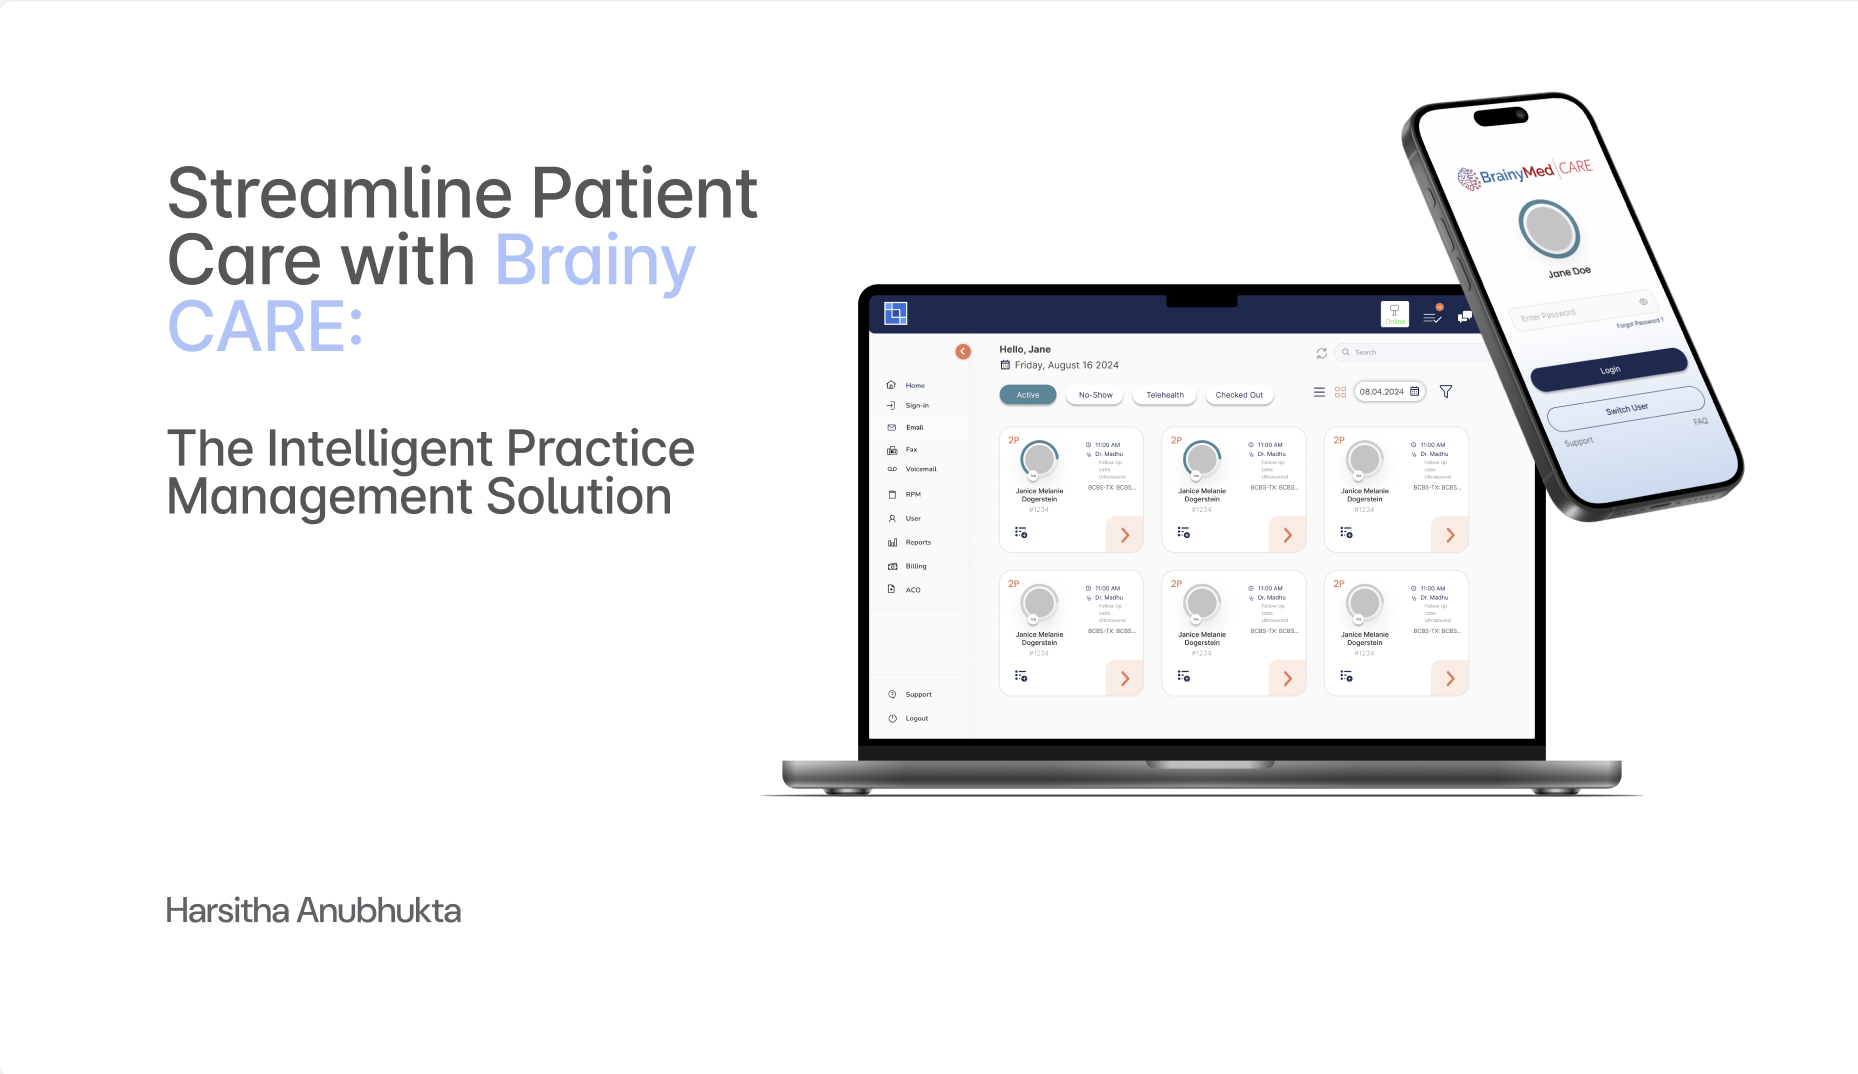 Streamline Patient
Care with Brainy
CARE:
The Intelligent Practice
Management Solution
Harsitha Anubhukta
BrainyMed CARE
Jane Doe
Enter Password
Forgot Password ?
Login
Switch User
Support
FAQ
Online
Hello, Jane
Friday, August 16 2024
Search
Active
No-Show
Telehealth
Checked Out
08.04.2024
Home
Sign-in
Email
Fax
Voicemail
RPM
User
Reports
Billing
ACO
Support
Logout
2P
11:00 AM
Dr. Madhu
Follow Up
Labs
Ultrasound
BCBS-TX: BCBS...
Janice Melanie
Dogerstein
#1234
2P
11:00 AM
Dr. Madhu
Follow Up
Labs
Ultrasound
BCBS-TX: BCBS...
Janice Melanie
Dogerstein
#1234
2P
11:00 AM
Dr. Madhu
Follow Up
Labs
Ultrasound
BCBS-TX: BCBS...
Janice Melanie
Dogerstein
#1234
2P
11:00 AM
Dr. Madhu
Follow Up
Labs
Ultrasound
BCBS-TX: BCBS...
Janice Melanie
Dogerstein
#1234
2P
11:00 AM
Dr. Madhu
Follow Up
Labs
Ultrasound
BCBS-TX: BCBS...
Janice Melanie
Dogerstein
#1234
2P
11:00 AM
Dr. Madhu
Follow Up
Labs
Ultrasound
BCBS-TX: BCBS...
Janice Melanie
Dogerstein
#1234